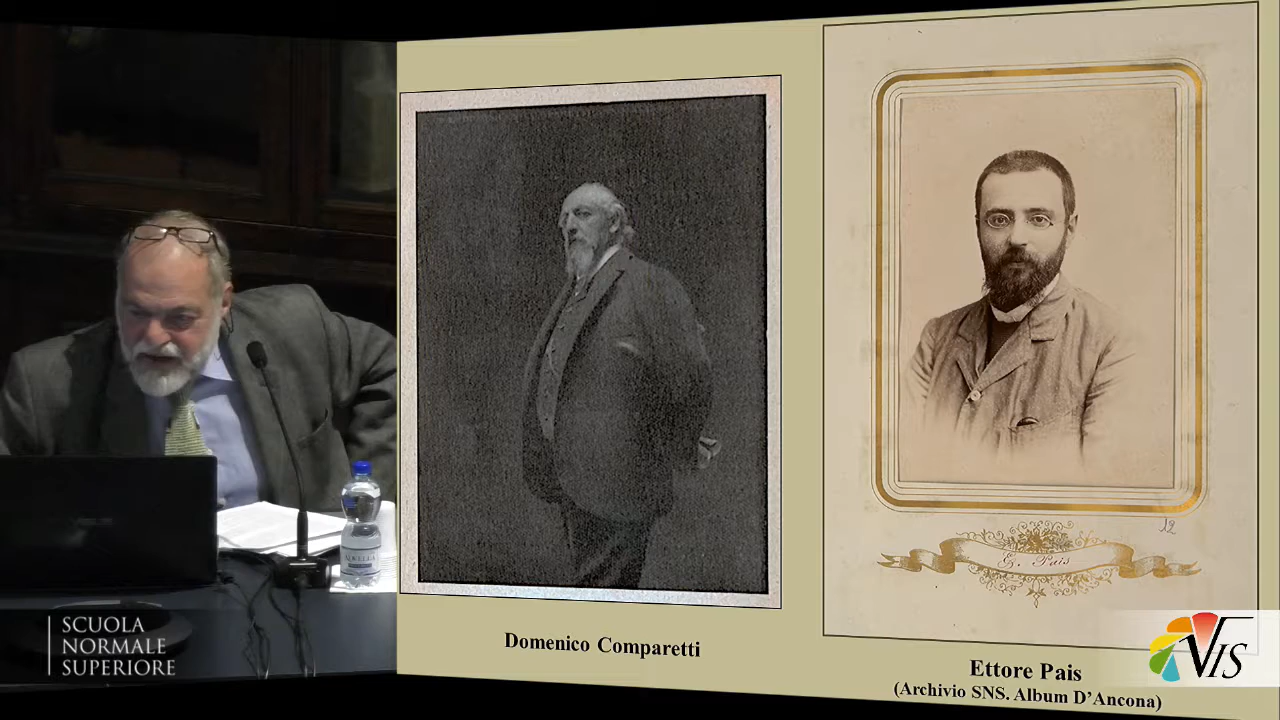 SCUOLA
NORMALE
SUPERIORE
Domenico Comparetti
12
E. Pais
Ettore Pais
(Archivio SNS. Album D'Ancona)
VIS